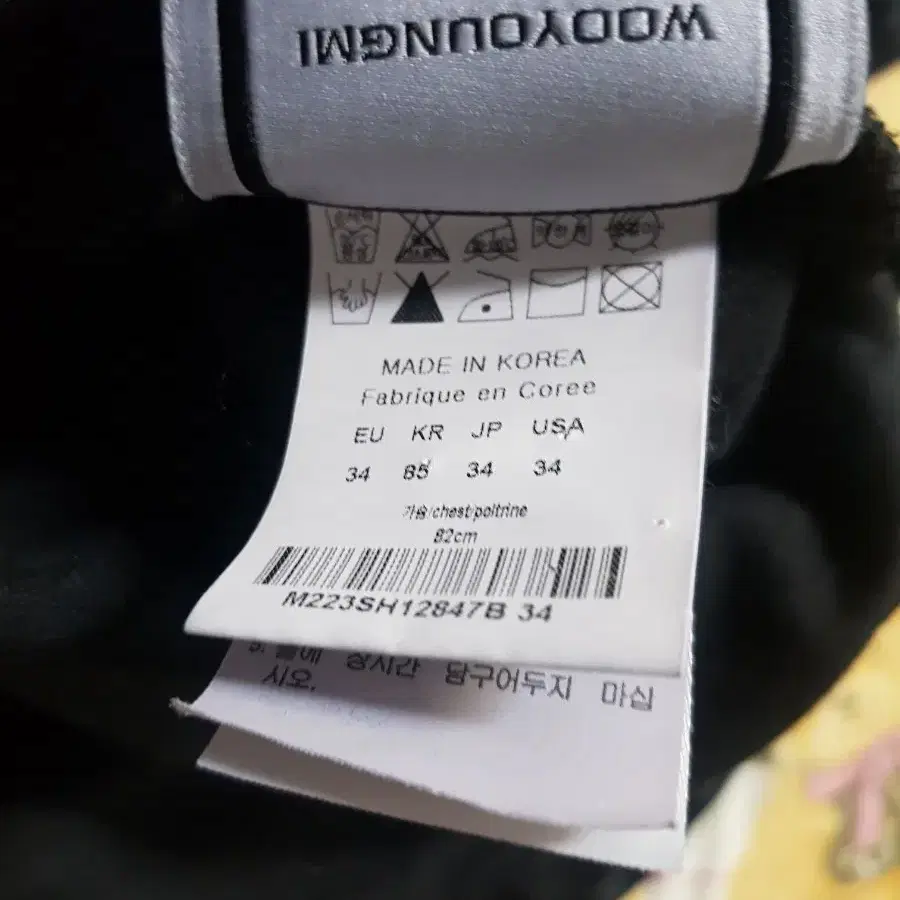 WOOYOUNGMI
MADE IN KOREA
Fabrique en Coree
EU KR JP USA
34 85 34 34
가슴/chest/poitrine
82cm
M223SH12847B 34
장시간 담구어두지 마십
시오.